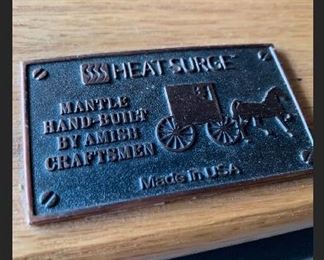 HEAT SURGE
MANTLE
HAND-BUILT
BY AMISH
CRAFTSMEN
Made in USA